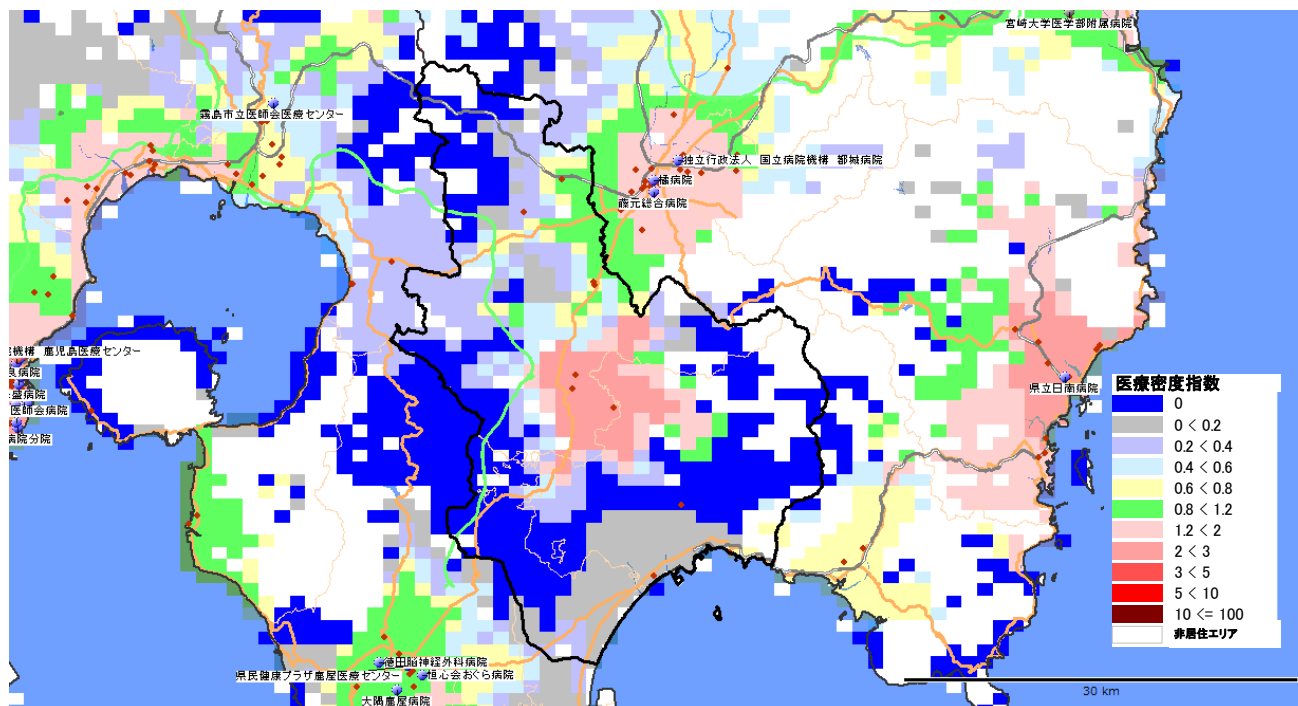 宮崎大学医学部附属病院
霧島市立医師会医療センター
独立行政法人 国立病院機構 都城病院
橘病院
藤元総合病院
機構 鹿児島医療センター
良病院
盛病院
医師会病院
病院分院
県立日南病院
医療密度指数
0
0 < 0.2
0.2 < 0.4
0.4 < 0.6
0.6 < 0.8
0.8 < 1.2
1.2 < 2
2 < 3
3 < 5
5 < 10
10 <= 100
非居住エリア
徳田脳神経外科病院
県民健康プラザ鹿屋医療センター
恒心会おぐら病院
大隅鹿屋病院
30 km